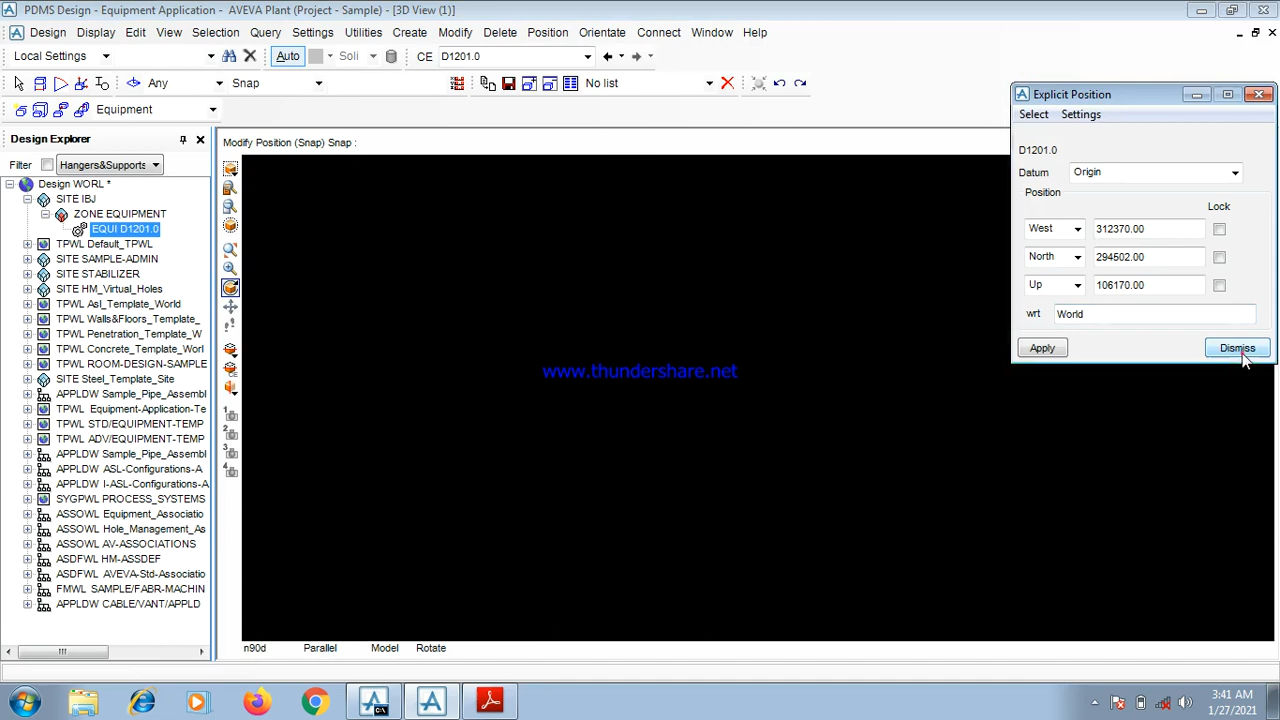 PDMS Design - Equipment Application - AVEVA Plant (Project - Sample) - [3D View (1)]
Design Display Edit View Selection Query Settings Utilities Create Modify Delete Position Orientate Connect Window Help
Local Settings Auto Soli CE D1201.0
Any Snap No list
Equipment
Design Explorer
Filter Hangers&Supports
Design WORL *
SITE IBJ
ZONE EQUIPMENT
EQUI D1201.0
TPWL Default_TPWL
SITE SAMPLE-ADMIN
SITE STABILIZER
SITE HM_Virtual_Holes
TPWL Asl_Template_World
TPWL Walls&Floors_Template_
TPWL Penetration_Template_W
TPWL Concrete_Template_Worl
TPWL ROOM-DESIGN-SAMPLE
SITE Steel_Template_Site
APPLDW Sample_Pipe_Assembl
TPWL Equipment-Application-Te
TPWL STD/EQUIPMENT-TEMP
TPWL ADV/EQUIPMENT-TEMP
APPLDW Sample_Pipe_Assembl
APPLDW ASL-Configurations-A
APPLDW I-ASL-Configurations-A
SYGPWL PROCESS_SYSTEMS
ASSOWL Equipment_Associatio
ASSOWL Hole_Management_As
ASSOWL AV-ASSOCIATIONS
ASDFWL HM-ASSDEF
ASDFWL AVEVA-Std-Associatio
FMWL SAMPLE/FABR-MACHIN
APPLDW CABLE/VANT/APPLD
Modify Position (Snap) Snap :
1
2
3
4
www.thundershare.net
n90d Parallel Model Rotate
Explicit Position
Select Settings
D1201.0
Datum Origin
Position
Lock
West 312370.00
North 294502.00
Up 106170.00
wrt World
Apply Dismiss
C:\
3:41 AM
1/27/2021